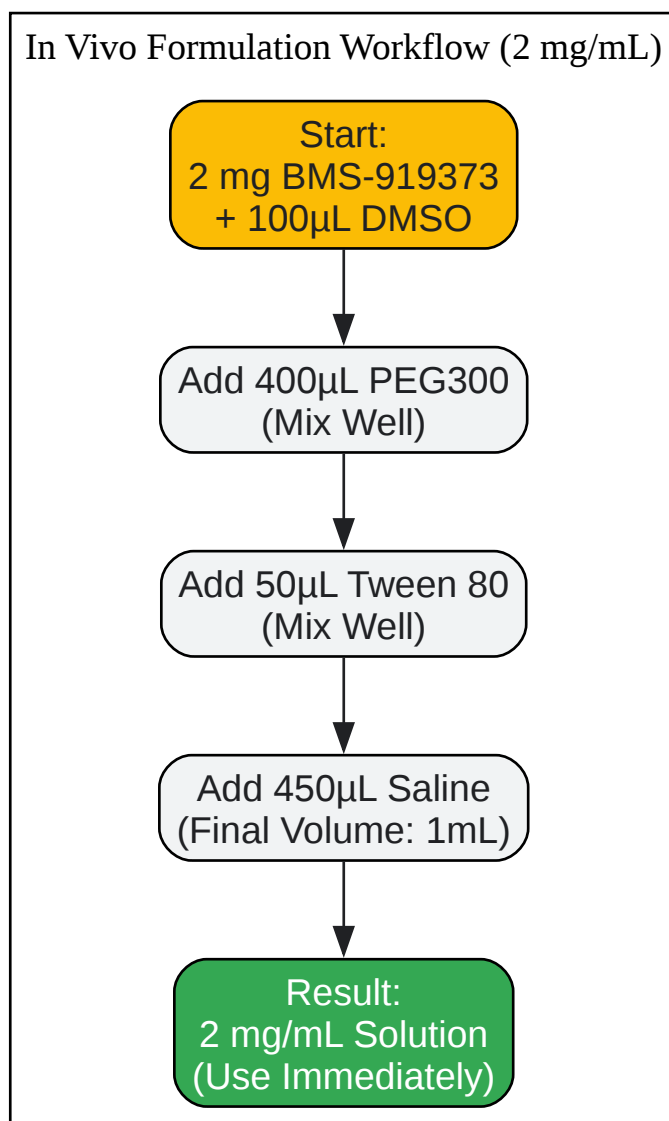 In Vivo Formulation Workflow (2 mg/mL)
Start:
2 mg BMS-919373
+ 100µL DMSO
Add 400µL PEG300
(Mix Well)
Add 50µL Tween 80
(Mix Well)
Add 450µL Saline
(Final Volume: 1mL)
Result:
2 mg/mL Solution
(Use Immediately)